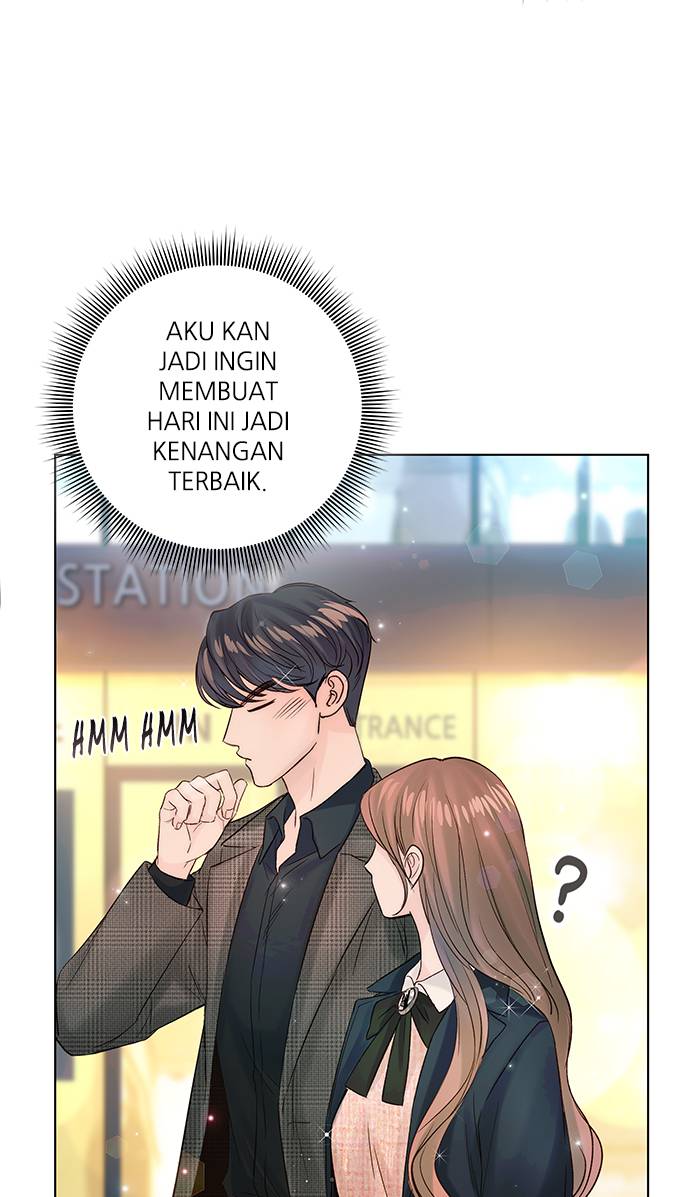 AKU KAN
JADI INGIN
MEMBUAT
HARI INI JADI
KENANGAN
TERBAIK.
STATION
HMM HMM
TRANCE
?